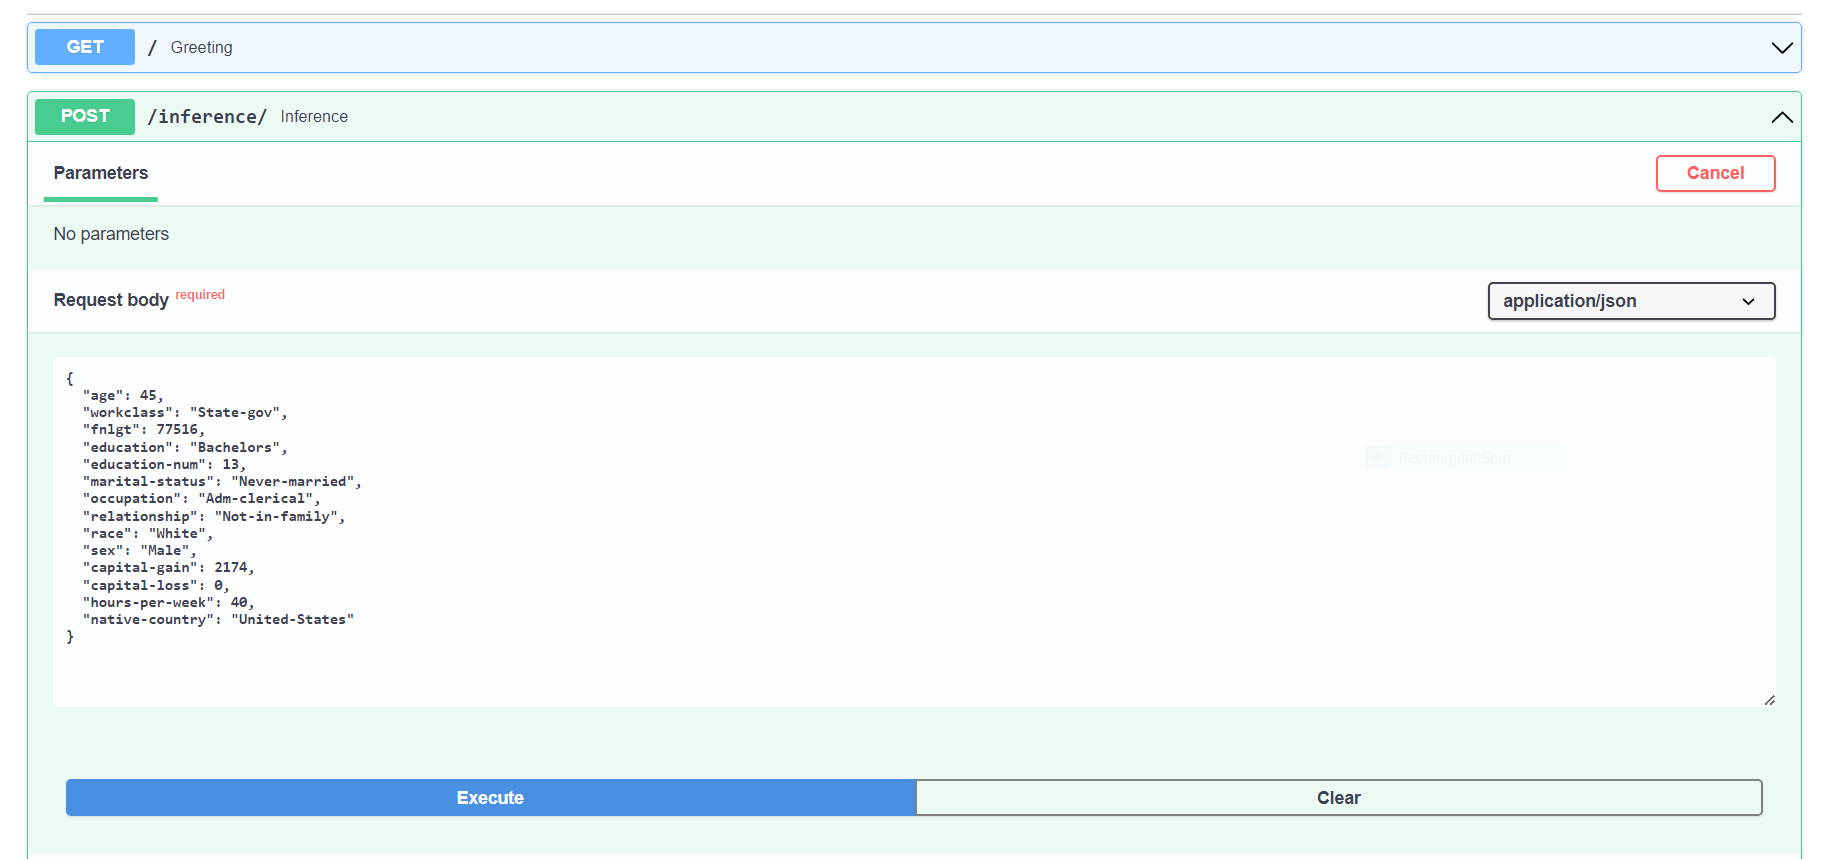 GET / Greeting
POST /inference/ Inference
Parameters
Cancel
No parameters
Request body required
application/json
{
"age": 45,
"workclass": "State-gov",
"fnlgt": 77516,
"education": "Bachelors",
"education-num": 13,
"marital-status": "Never-married",
"occupation": "Adm-clerical",
"relationship": "Not-in-family",
"race": "White",
"sex": "Male",
"capital-gain": 2174,
"capital-loss": 0,
"hours-per-week": 40,
"native-country": "United-States"
}
Rectangular Snip
Execute
Clear